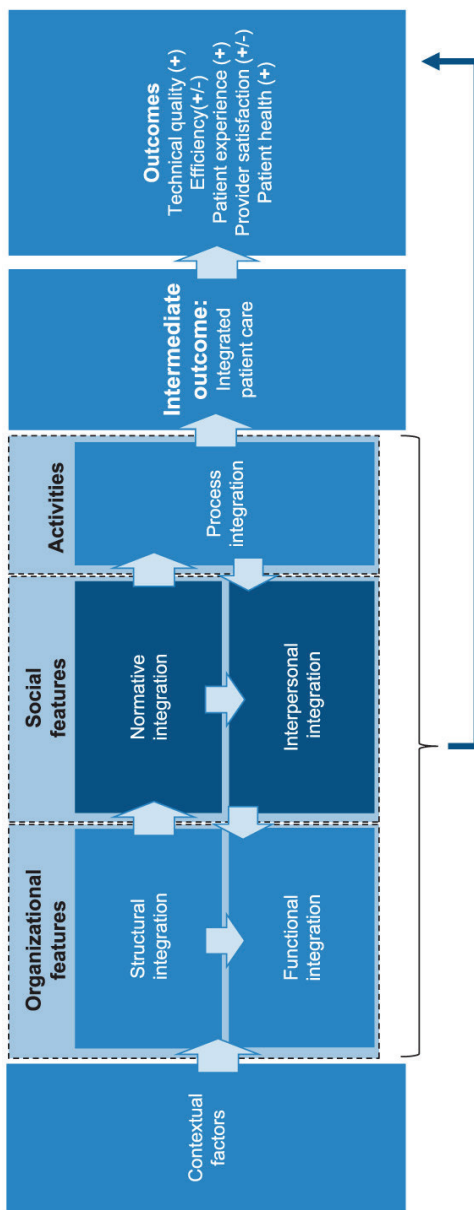 Contextual
factors
Organizational
features
Structural
integration
Functional
integration
Social
features
Normative
integration
Interpersonal
integration
Activities
Process
integration
Intermediate
outcome:
Integrated
patient care
Outcomes
Technical quality (+)
Efficiency(+/-)
Patient experience (+)
Provider satisfaction (+/-)
Patient health (+)